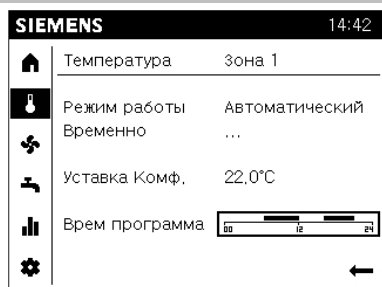 SIEMENS 14:42
Температура Зона 1
Режим работы Автоматический
Временно ...
Уставка Комф. 22,0°C
Врем программа 00 12 24